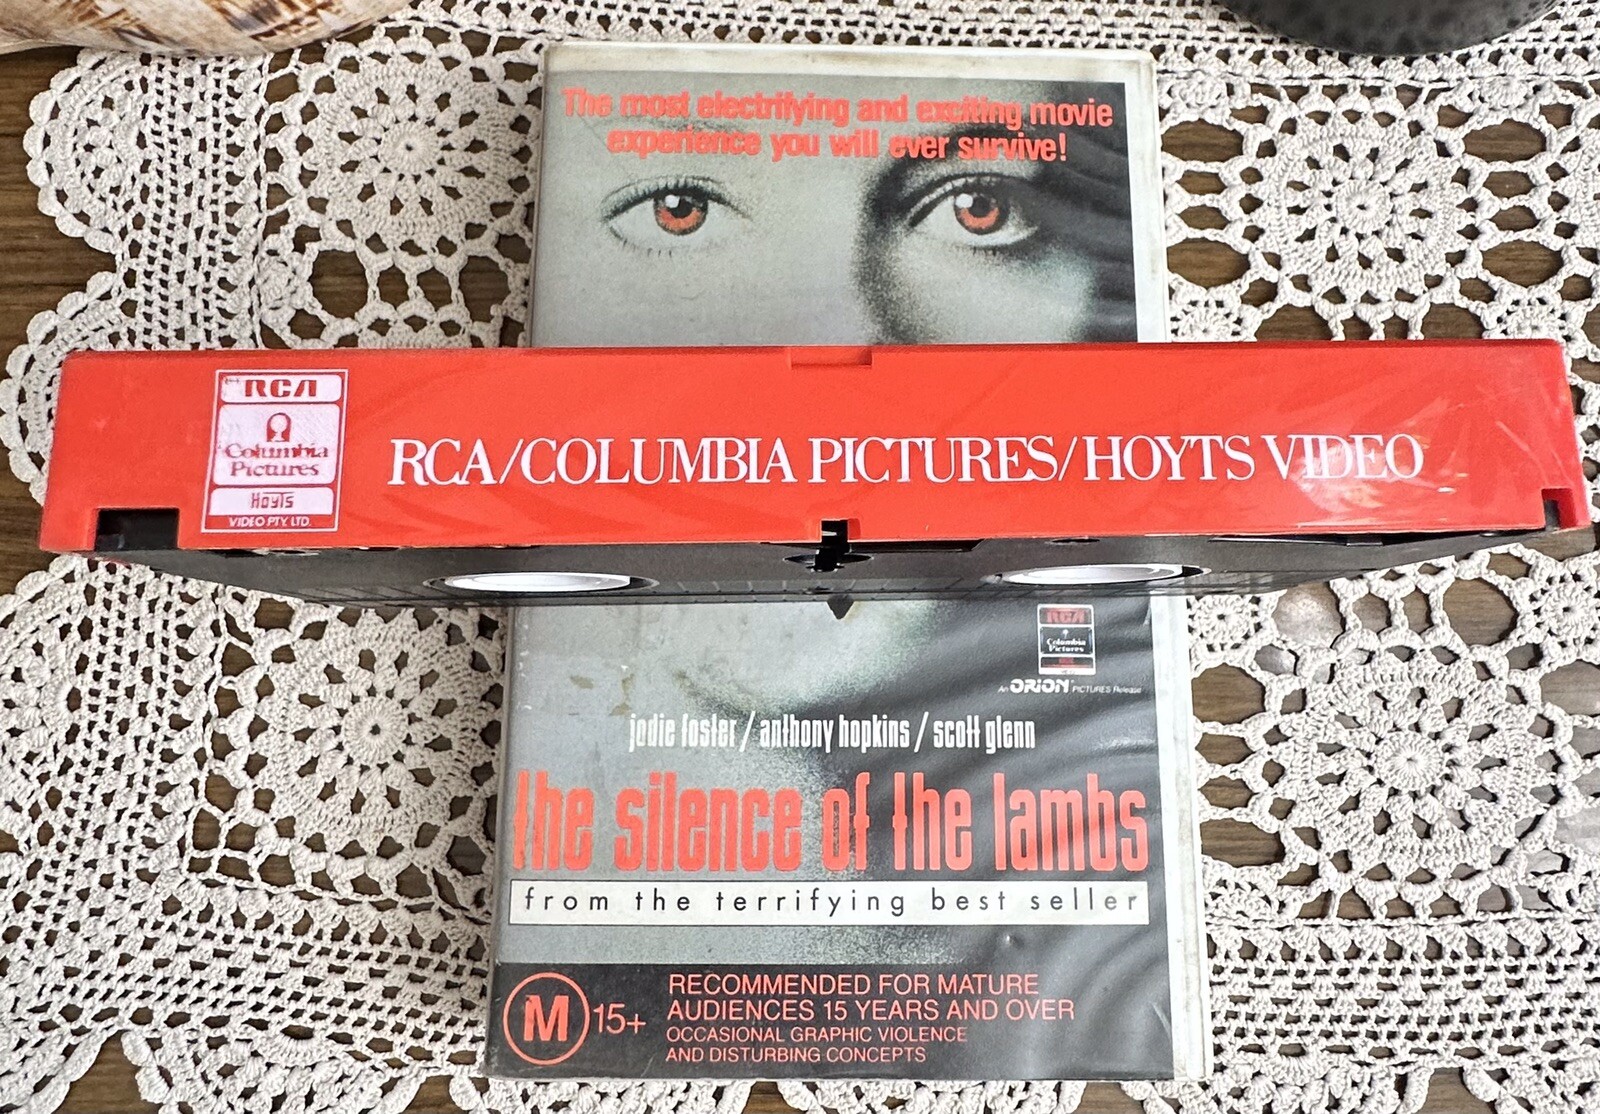 The most electrifying and exciting movie
experience you will ever survive!
RCA
Columbia
Pictures
Hoyts
VIDEO PTY. LTD.
RCA/COLUMBIA PICTURES/HOYTS VIDEO
RCA
Columbia
Pictures
An ORION PICTURES Release
jodie foster / anthony hopkins / scott glenn
the silence of the lambs
from the terrifying best seller
M 15+
RECOMMENDED FOR MATURE
AUDIENCES 15 YEARS AND OVER
OCCASIONAL GRAPHIC VIOLENCE
AND DISTURBING CONCEPTS